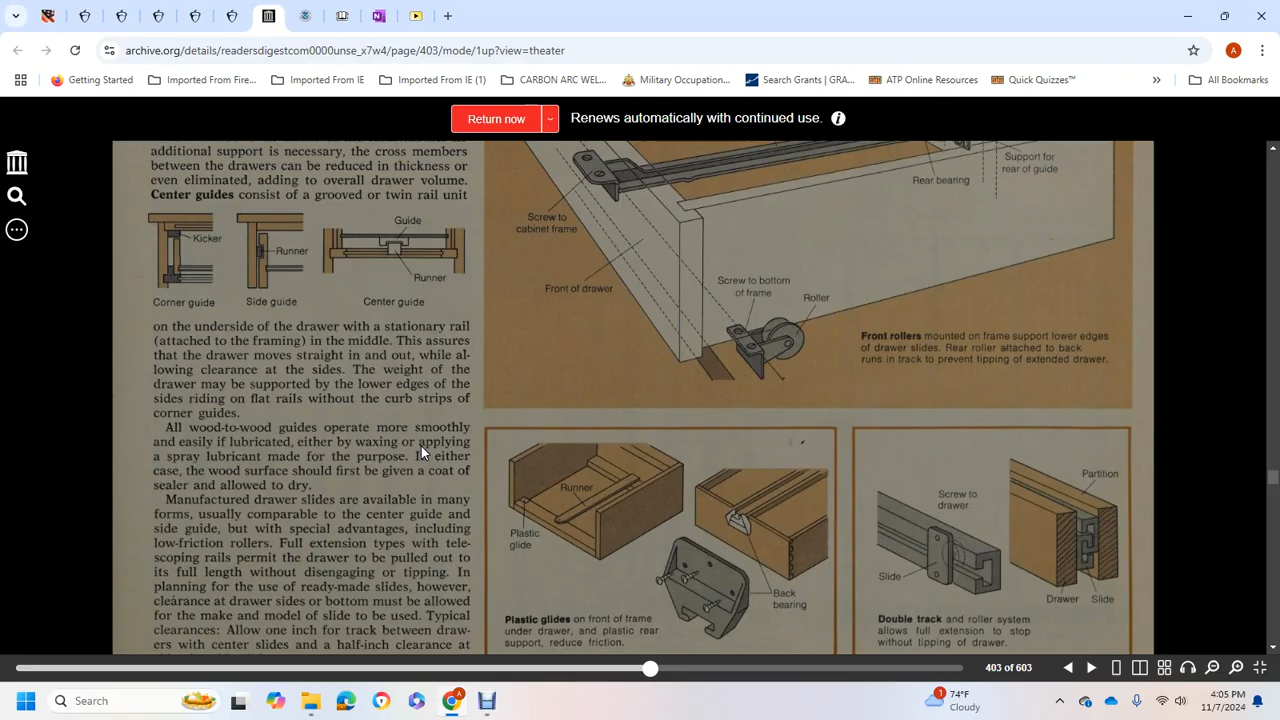 archive.org/details/readersdigestcom0000unse_x7w4/page/403/mode/1up?view=theater
A
Getting Started
Imported From Fire...
Imported From IE
Imported From IE (1)
CARBON ARC WEL...
Military Occupation...
Search Grants | GRA...
ATP Online Resources
Quick Quizzes™
»
All Bookmarks
Return now
Renews automatically with continued use.
additional support is necessary, the cross members
between the drawers can be reduced in thickness or
even eliminated, adding to overall drawer volume.
Center guides consist of a grooved or twin rail unit
Kicker
Runner
Guide
Runner
Corner guide
Side guide
Center guide
on the underside of the drawer with a stationary rail
(attached to the framing) in the middle. This assures
that the drawer moves straight in and out, while al-
lowing clearance at the sides. The weight of the
drawer may be supported by the lower edges of the
sides riding on flat rails without the curb strips of
corner guides.
All wood-to-wood guides operate more smoothly
and easily if lubricated, either by waxing or applying
a spray lubricant made for the purpose. In either
case, the wood surface should first be given a coat of
sealer and allowed to dry.
Manufactured drawer slides are available in many
forms, usually comparable to the center guide and
side guide, but with special advantages, including
low-friction rollers. Full extension types with tele-
scoping rails permit the drawer to be pulled out to
its full length without disengaging or tipping. In
planning for the use of ready-made slides, however,
clearance at drawer sides or bottom must be allowed
for the make and model of slide to be used. Typical
clearances: Allow one inch for track between draw-
ers with center slides and a half-inch clearance at
Support for
rear of guide
Rear bearing
Screw to
cabinet frame
Front of drawer
Screw to bottom
of frame
Roller
Front rollers mounted on frame support lower edges
of drawer slides. Rear roller attached to back
runs in track to prevent tipping of extended drawer.
Runner
Plastic
glide
Back
bearing
Plastic glides on front of frame
under drawer, and plastic rear
support, reduce friction.
Partition
Screw to
drawer
Slide
Drawer
Slide
Double track and roller system
allows full extension to stop
without tipping of drawer.
403 of 603
Search
1
74°F
Cloudy
4:05 PM
11/7/2024